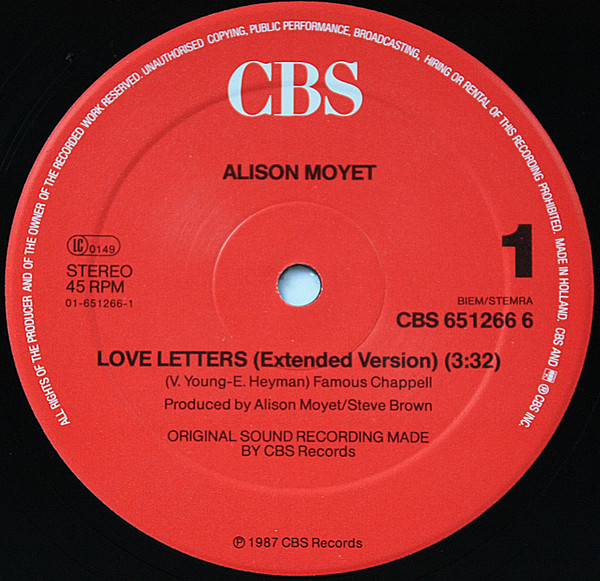 ALL RIGHTS OF THE PRODUCER AND OF THE OWNER OF THE RECORDED WORK RESERVED. UNAUTHORISED COPYING, PUBLIC PERFORMANCE, BROADCASTING, HIRING OR RENTAL OF THIS RECORDING PROHIBITED. MADE IN HOLLAND. CBS AND ® CBS INC.
CBS
ALISON MOYET
LC 0149
1
STEREO
45 RPM
01-651266-1
BIEM/STEMRA
CBS 651266 6
LOVE LETTERS (Extended Version) (3:32)
(V. Young-E. Heyman) Famous Chappell
Produced by Alison Moyet/Steve Brown
ORIGINAL SOUND RECORDING MADE
BY CBS Records
℗ 1987 CBS Records